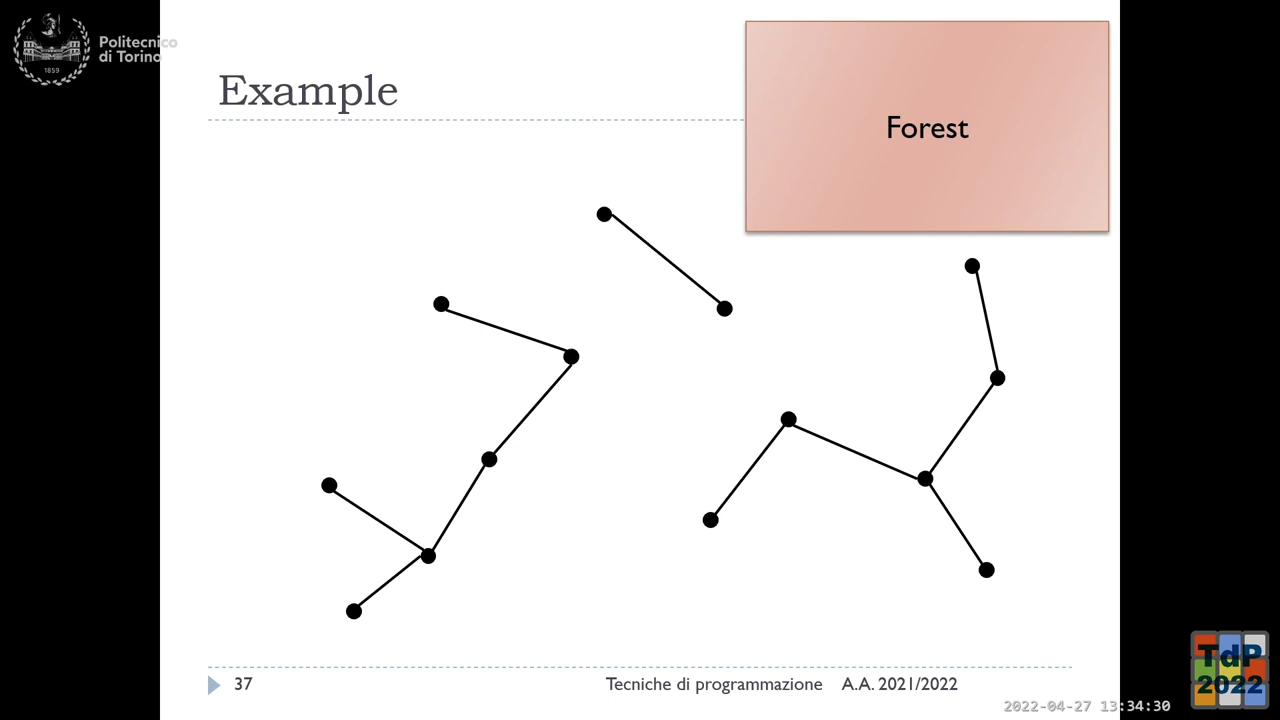 Politecnico
di Torino
1859
Example
Forest
37
Tecniche di programmazione
A.A. 2021/2022
2022-04-27 13:34:30
TdP
2022